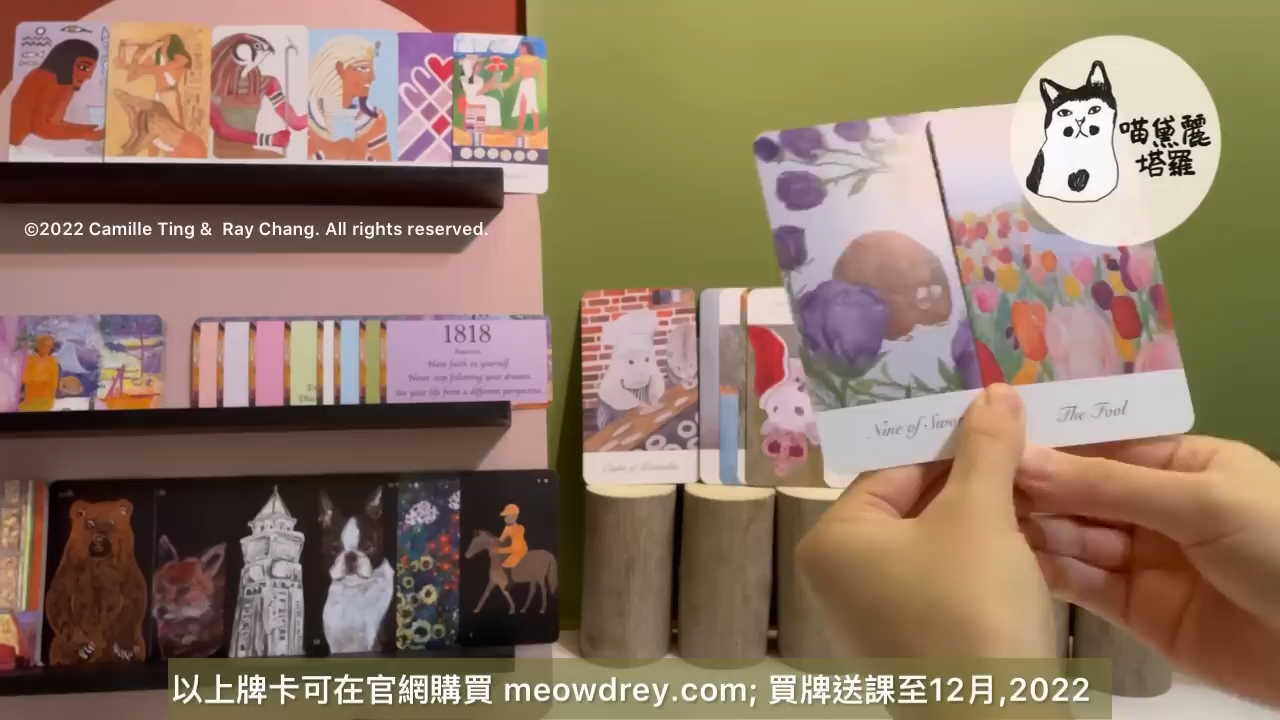 喵黛麗
塔羅
©2022 Camille Ting &  Ray Chang. All rights reserved.
1818
Success
Have faith in yourself
Never stop following your dreams
See your life from a different perspective
Nine of
The Fool
以上牌卡可在官網購買 meowdrey.com; 買牌送課至12月,2022